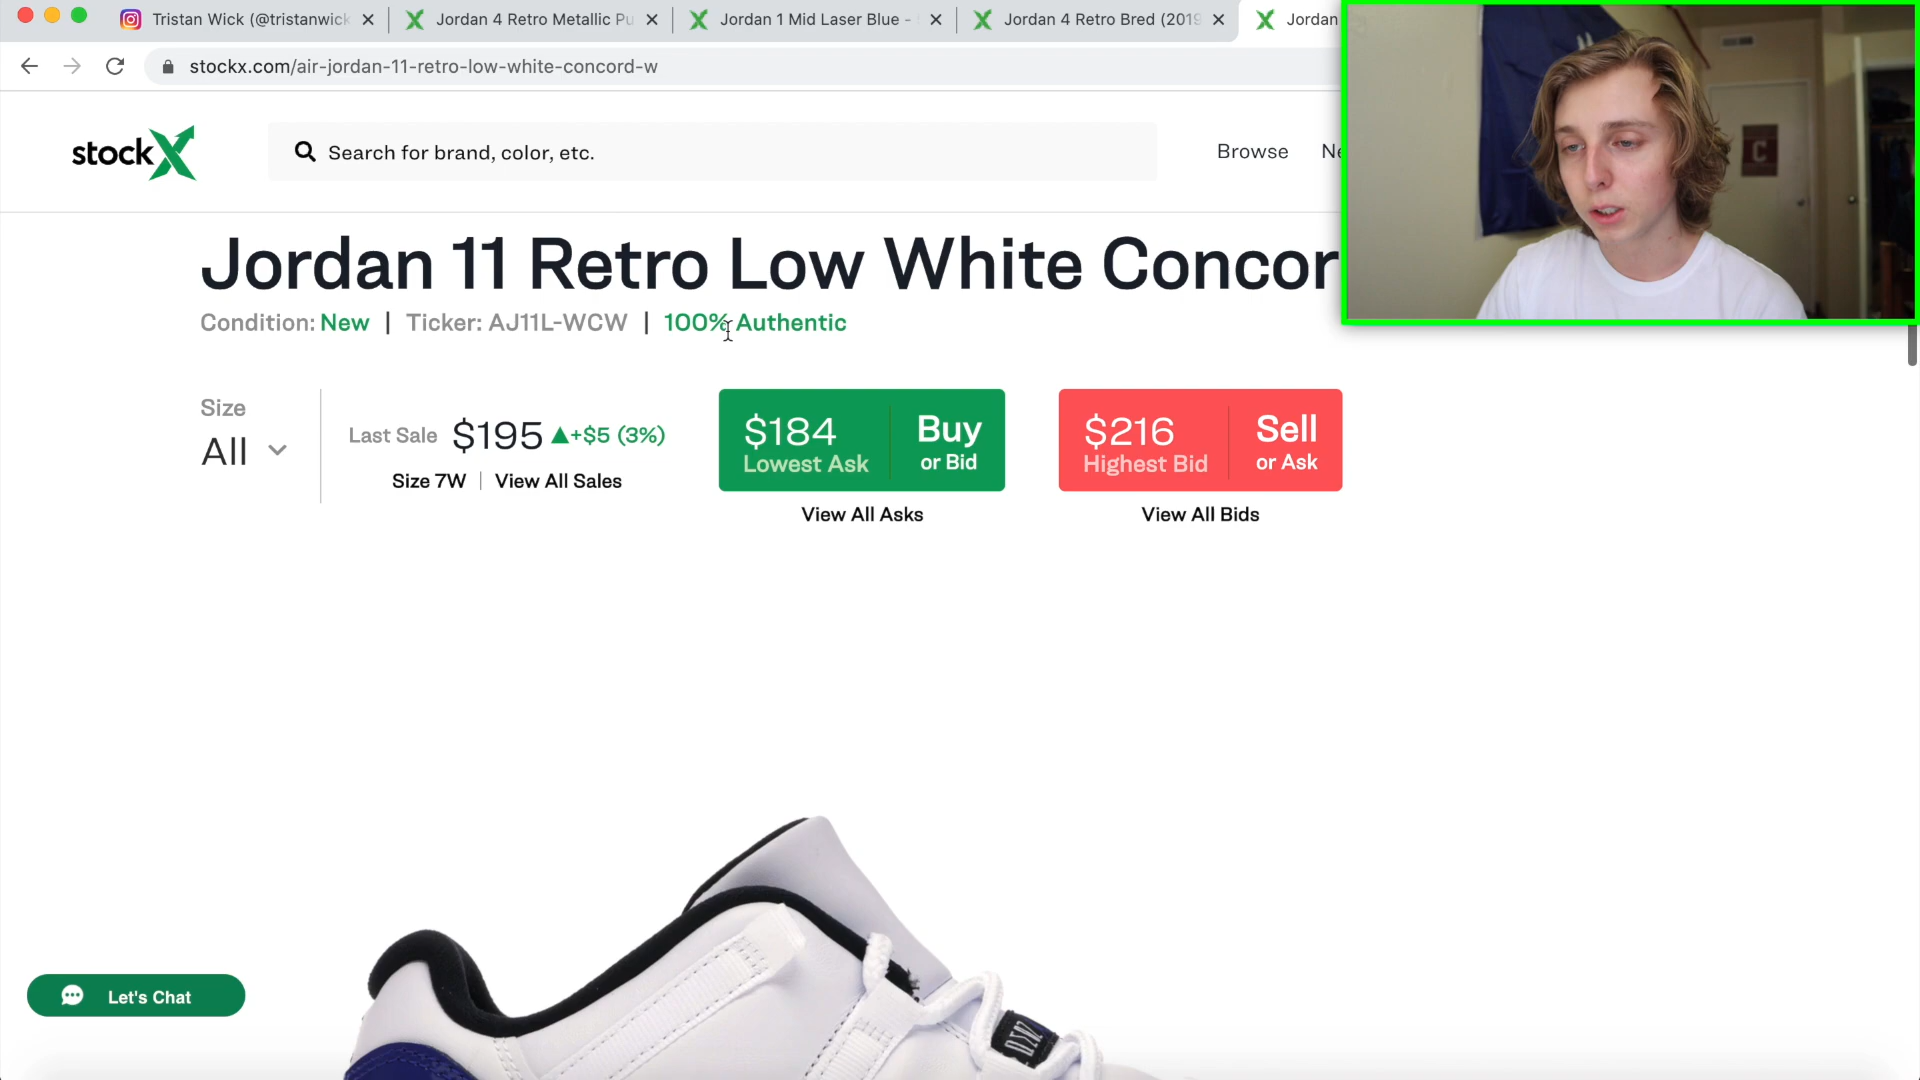 Tristan Wick (@tristanwick
Jordan 4 Retro Metallic Pu
Jordan 1 Mid Laser Blue -
Jordan 4 Retro Bred (2019
Jordan
stockx.com/air-jordan-11-retro-low-white-concord-w
stockX
Search for brand, color, etc.
Browse
Ne
Jordan 11 Retro Low White Concor
Condition: New | Ticker: AJ11L-WCW | 100% Authentic
Size
All
Last Sale $195 ▲+$5 (3%)
Size 7W | View All Sales
$184
Lowest Ask
Buy
or Bid
View All Asks
$216
Highest Bid
Sell
or Ask
View All Bids
C
Let's Chat